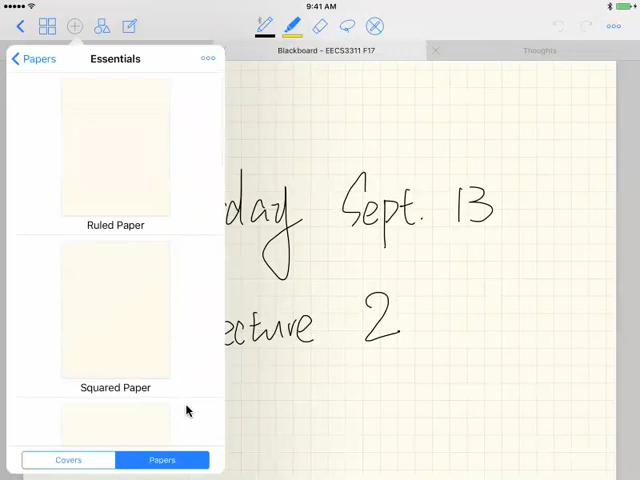 9:41 AM
Blackboard - EECS3311 F17
Thoughts
Papers
Essentials
Ruled Paper
Squared Paper
Covers
Papers
day Sept. 13
ecture 2